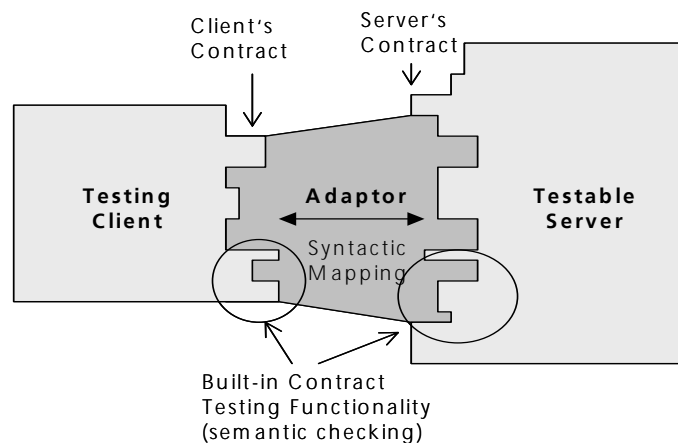 Client‘s
Contract
Server‘s
Contract
Testing
Client
Adaptor
Syntactic
Mapping
Testable
Server
Built-in Contract
Testing Functionality
(semantic checking)